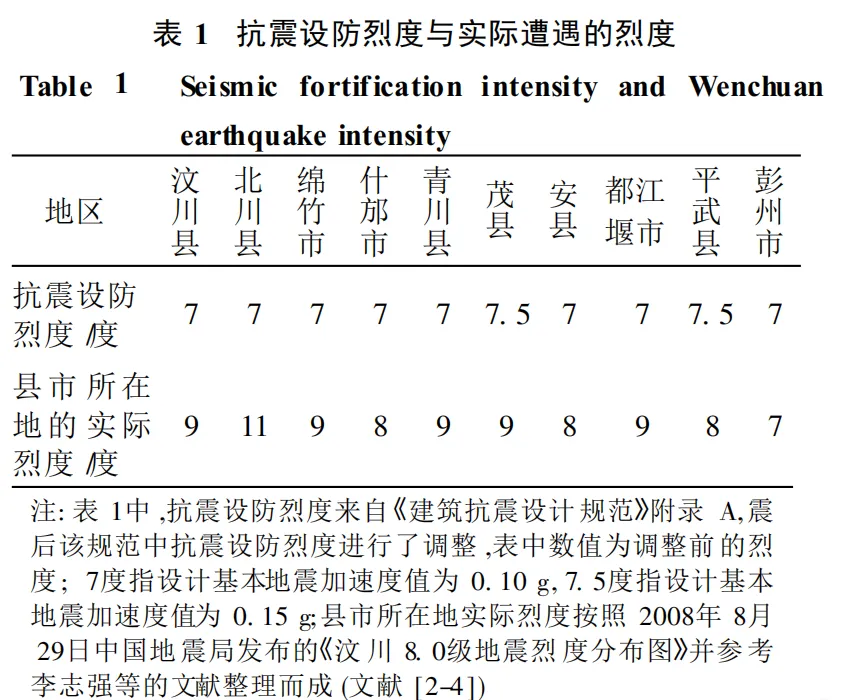 表 1 抗震设防烈度与实际遭遇的烈度
Table 1 Seismic fortification intensity and Wenchuan
earthquake intensity
地区 汶川县 北川县 绵竹市 什邡市 青川县 茂县 安县 都江堰市 平武县 彭州市
抗震设防烈度 /度 7 7 7 7 7 7.5 7 7 7.5 7
县市所在地的实际烈度 /度 9 11 9 8 9 9 8 9 8 7
注: 表 1中 ,抗震设防烈度来自《建筑抗震设计规范》附录 A,震
后该规范中抗震设防烈度进行了调整 ,表中数值为调整前的烈
度; 7度指设计基本地震加速度值为 0.10 g, 7.5度指设计基本
地震加速度值为 0.15 g;县市所在地实际烈度按照 2008年 8月
29日中国地震局发布的《汶川 8.0级地震烈度分布图》并参考
李志强等的文献整理而成 (文献 [2-4])